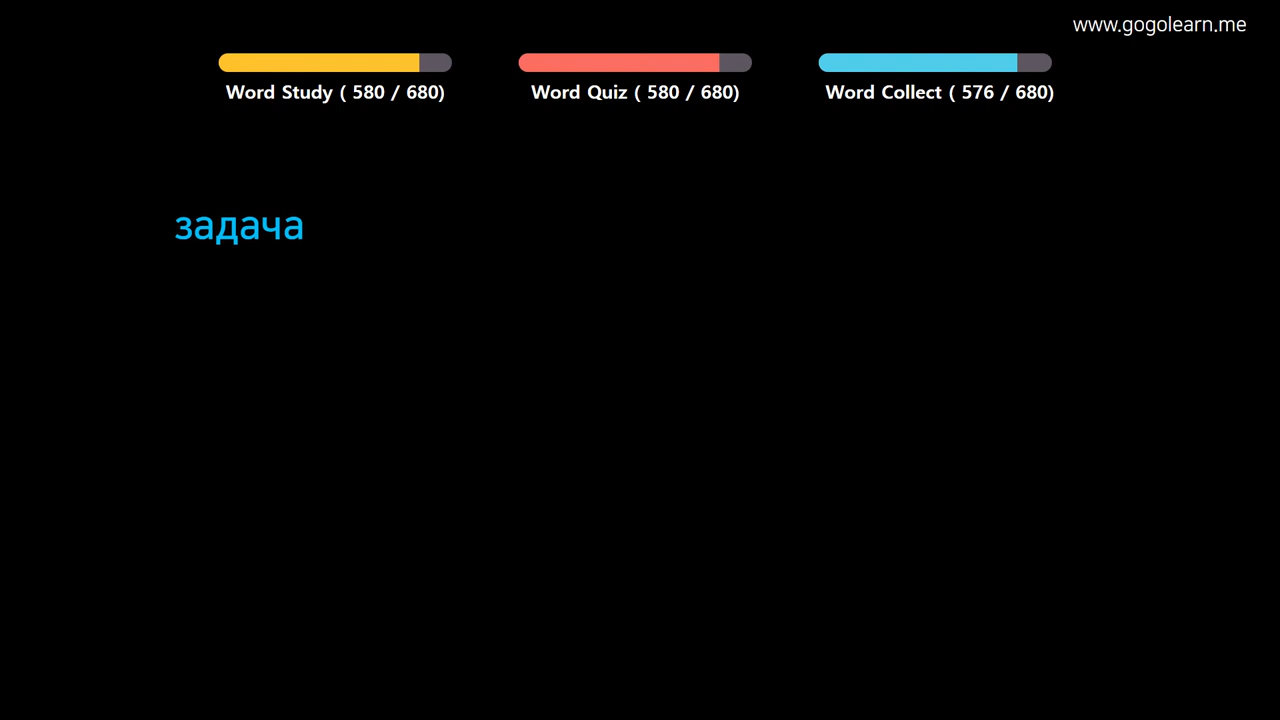 www.gogolearn.me
Word Study ( 580 / 680)
Word Quiz ( 580 / 680)
Word Collect ( 576 / 680)
задача